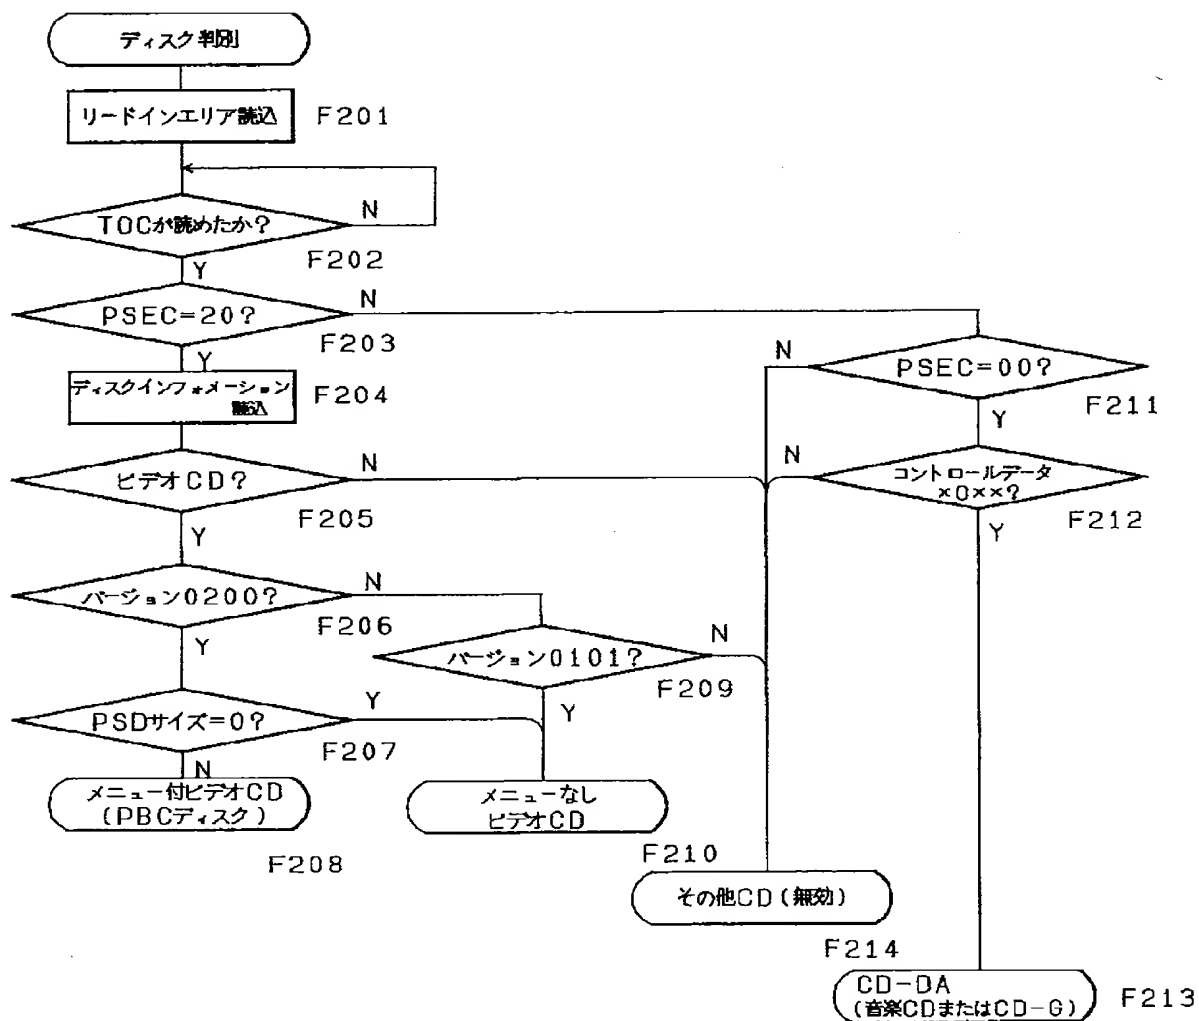 ディスク判別
リードインエリア読込
F201
TOCが読めたか?
N
F202
Y
PSEC=20?
N
F203
Y
ディスクインフォメーション
読込
F204
PSEC=00?
N
F211
Y
ビデオCD?
N
F205
Y
コントロールデータ
×0××?
N
F212
Y
バージョン0200?
N
F206
Y
バージョン0101?
N
F209
Y
PSDサイズ=0?
Y
F207
N
メニュー付ビデオCD
(PBCディスク)
F208
メニューなし
ビデオCD
F210
その他CD(無効)
F214
CD-DA
(音楽CDまたはCD-G)
F213